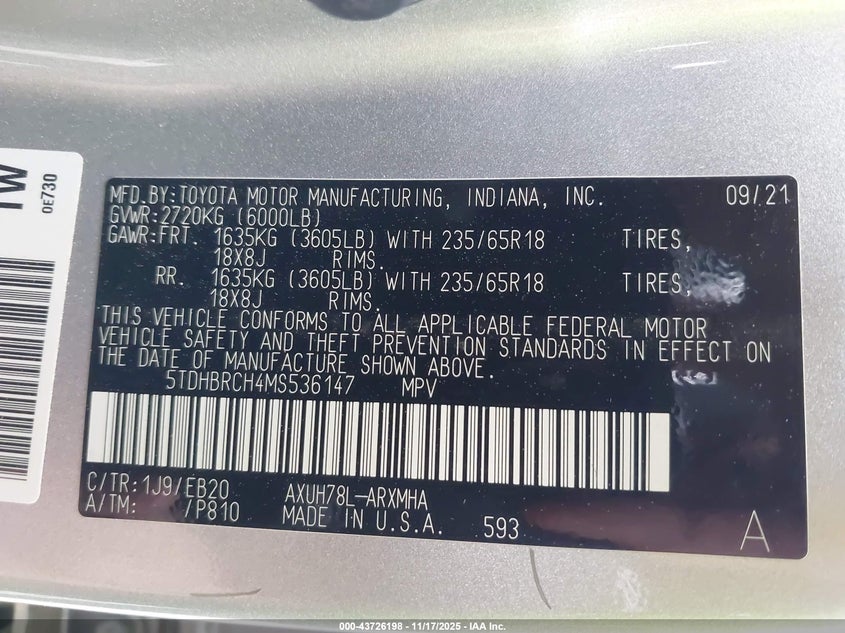 1W
0E730
MFD.BY:TOYOTA MOTOR MANUFACTURING, INDIANA, INC. 09/21
GVWR:2720KG (6000LB)
GAWR:FRT. 1635KG (3605LB) WITH 235/65R18 TIRES,
18X8J RIMS.
RR. 1635KG (3605LB) WITH 235/65R18 TIRES,
18X8J RIMS.
THIS VEHICLE CONFORMS TO ALL APPLICABLE FEDERAL MOTOR
VEHICLE SAFETY AND THEFT PREVENTION STANDARDS IN EFFECT ON
THE DATE OF MANUFACTURE SHOWN ABOVE.
5TDHBRCH4MS536147 MPV
C/TR:1J9/EB20 AXUH78L-ARXMHA
A/TM: /P810 MADE IN U.S.A. 593
A
000-43726198 - 11/17/2025 - IAA Inc.